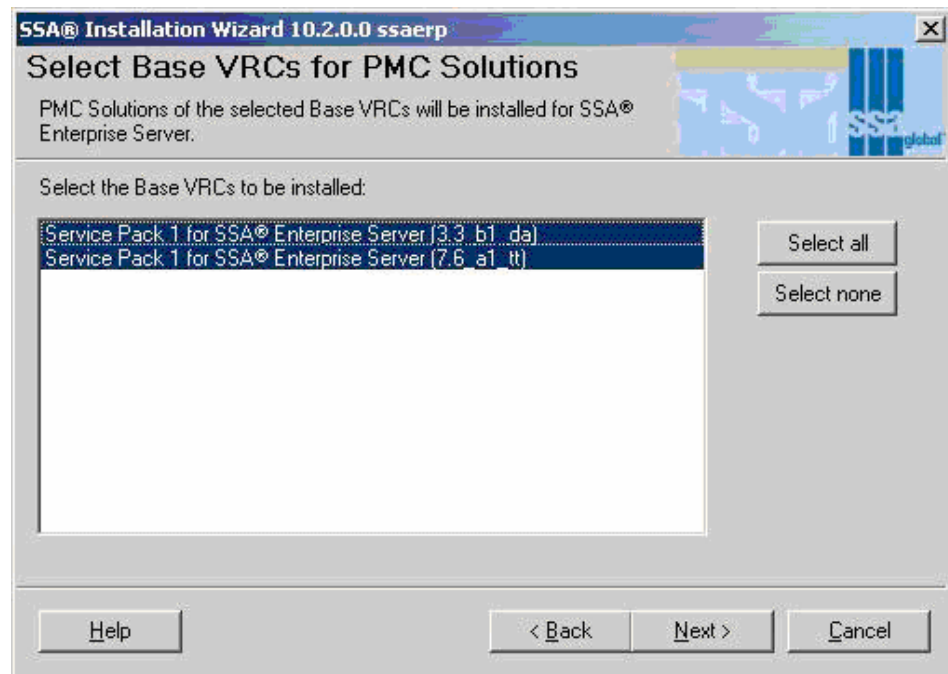 SSA® Installation Wizard 10.2.0.0 ssaerp
Select Base VRCs for PMC Solutions
PMC Solutions of the selected Base VRCs will be installed for SSA®
Enterprise Server.
SSA
global
Select the Base VRCs to be installed:
Service Pack 1 for SSA® Enterprise Server (3.3_b1_da)
Service Pack 1 for SSA® Enterprise Server (7.6_a1_tt)
Select all
Select none
Help
< Back
Next >
Cancel